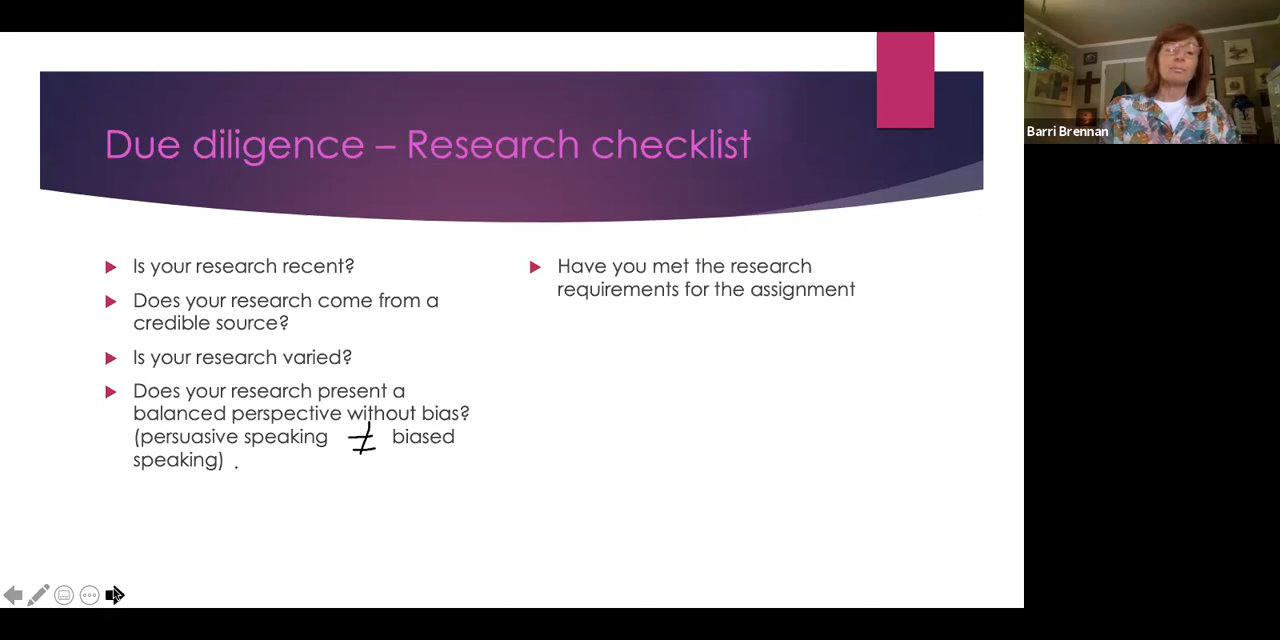 Due diligence – Research checklist
Is your research recent?
Does your research come from a
credible source?
Is your research varied?
Does your research present a
balanced perspective without bias?
(persuasive speaking ≠ biased
speaking) .
Have you met the research
requirements for the assignment
Barri Brennan